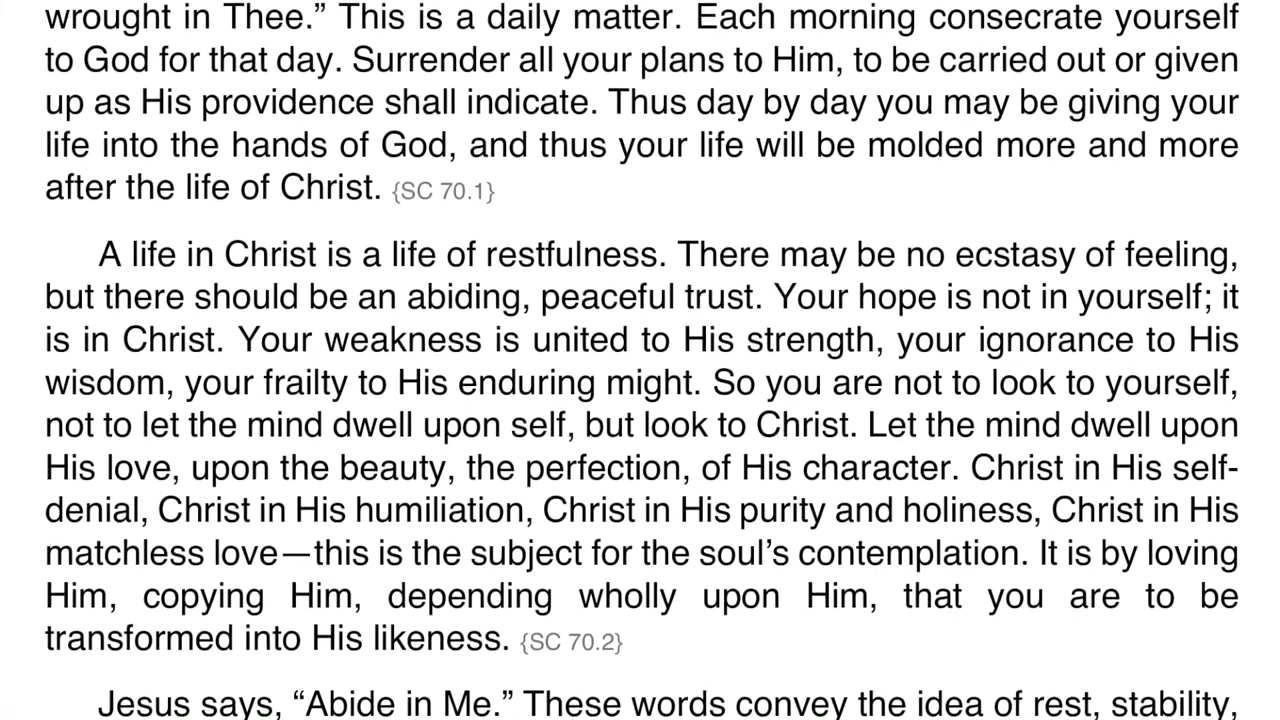 wrought in Thee.” This is a daily matter. Each morning consecrate yourself
to God for that day. Surrender all your plans to Him, to be carried out or given
up as His providence shall indicate. Thus day by day you may be giving your
life into the hands of God, and thus your life will be molded more and more
after the life of Christ. {SC 70.1}
A life in Christ is a life of restfulness. There may be no ecstasy of feeling,
but there should be an abiding, peaceful trust. Your hope is not in yourself; it
is in Christ. Your weakness is united to His strength, your ignorance to His
wisdom, your frailty to His enduring might. So you are not to look to yourself,
not to let the mind dwell upon self, but look to Christ. Let the mind dwell upon
His love, upon the beauty, the perfection, of His character. Christ in His self-
denial, Christ in His humiliation, Christ in His purity and holiness, Christ in His
matchless love—this is the subject for the soul’s contemplation. It is by loving
Him, copying Him, depending wholly upon Him, that you are to be
transformed into His likeness. {SC 70.2}
Jesus says, “Abide in Me.” These words convey the idea of rest, stability,